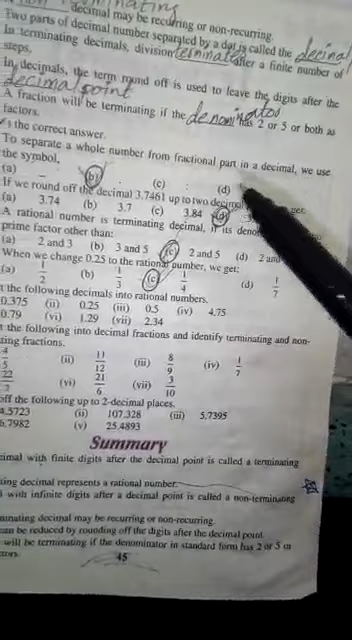 decimal may be recurring or non-recurring.
Two parts of decimal number separated by a dot is called the decimal
In terminating decimals, division terminates after a finite number of
steps.
In decimals, the term round off is used to leave the digits after the
decimal point
A fraction will be terminating if the denominator has 2 or 5 or both as
factors.
the correct answer.
To separate a whole number from fractional part in a decimal, we use
the symbol,
(a) – (b) (c) : (d)
If we round off the decimal 3.7461 up to two decimal get:
(a) 3.74 (b) 3.7 (c) 3.84 (d)
A rational number is terminating decimal, if its
prime factor other than:
(a) 2 and 3 (b) 3 and 5 (c) 2 and 5 (d) 2 and
When we change 0.25 to the rational number, we get:
(a) 1/2 (b) 1/3 (c) 1/4 (d) 1/7
the following decimals into rational numbers.
0.375 (ii) 0.25 (iii) 0.5 (iv) 4.75
0.79 (vi) 1.29 (vii) 2.34
the following into decimal fractions and identify terminating and non-
ting fractions.
4/5 (ii) 11/12 (iii) 8/9 (iv) 1/7
22/7 (vi) 21/6 (vii) 3/10
off the following up to 2-decimal places.
4.5723 (ii) 107.328 (iii) 5.7395
6.7982 (v) 25.4893
Summary
cimal with finite digits after the decimal point is called a terminating
ting decimal represents a rational number.
with infinite digits after a decimal point is called a non-terminating
minating decimal may be recurring or non-recurring.
can be reduced by rounding off the digits after the decimal point.
will be terminating if the denominator in standard form has 2 or 5 or
tors.
45